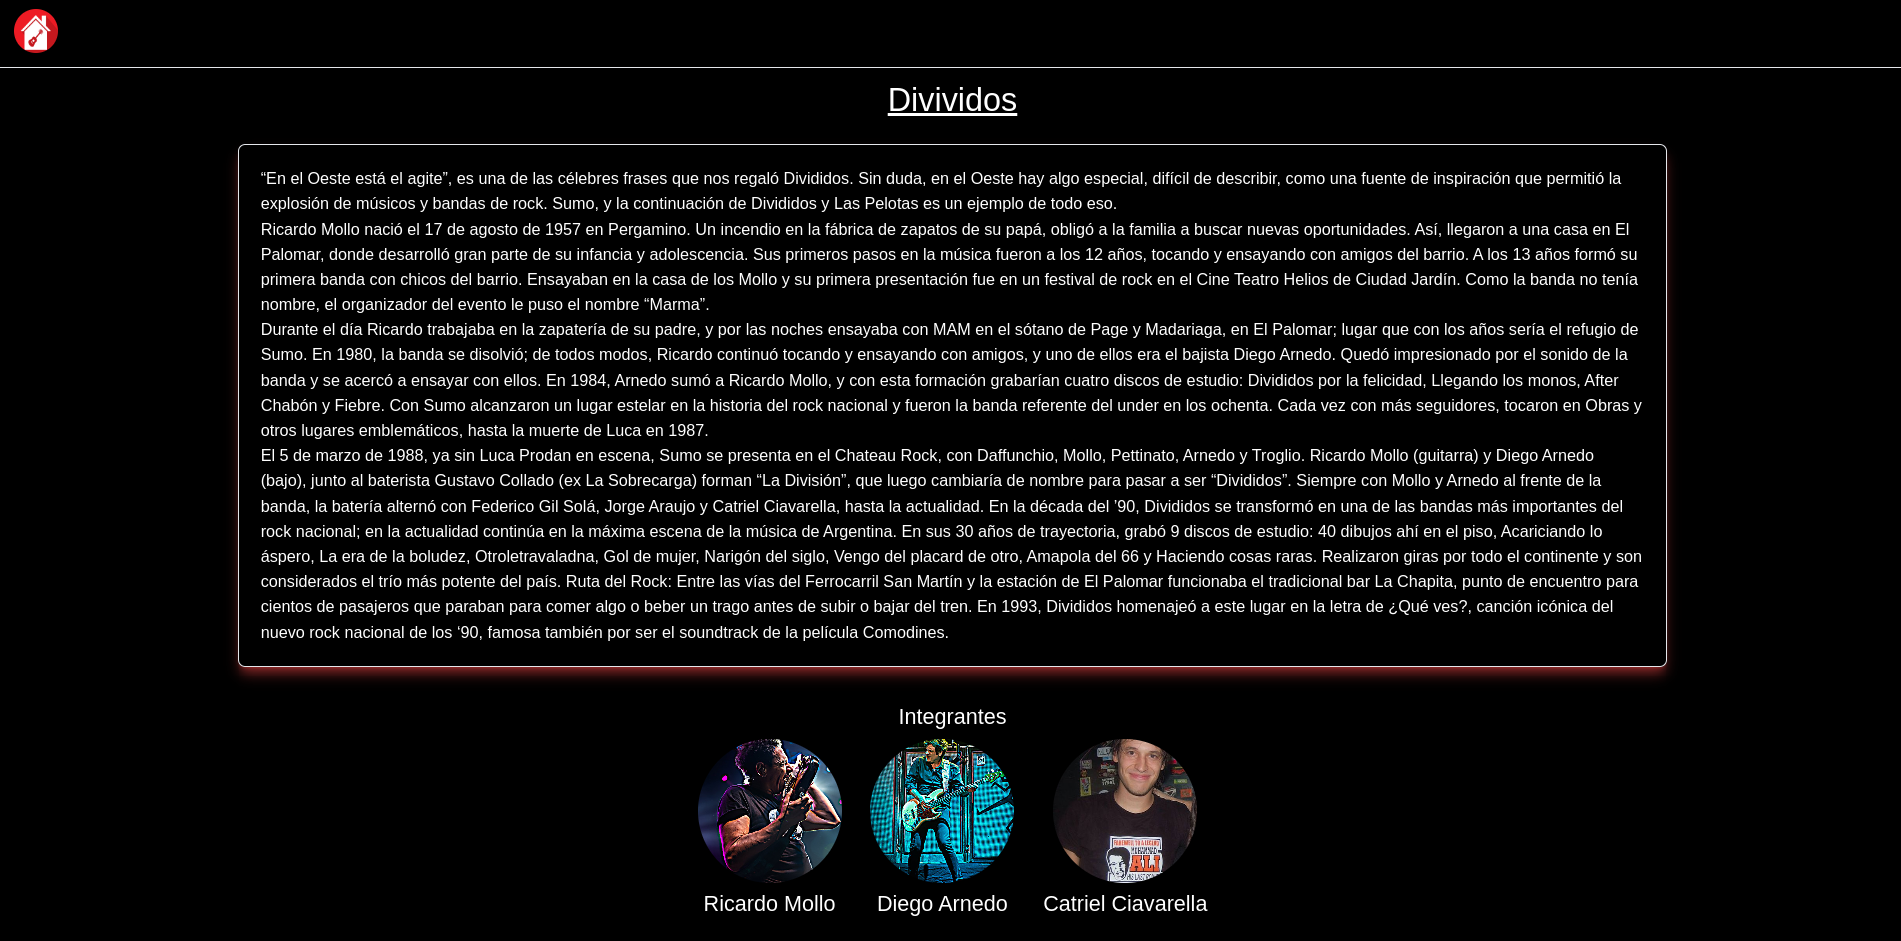 Divividos
“En el Oeste está el agite”, es una de las célebres frases que nos regaló Divididos. Sin duda, en el Oeste hay algo especial, difícil de describir, como una fuente de inspiración que permitió la
explosión de músicos y bandas de rock. Sumo, y la continuación de Divididos y Las Pelotas es un ejemplo de todo eso.
Ricardo Mollo nació el 17 de agosto de 1957 en Pergamino. Un incendio en la fábrica de zapatos de su papá, obligó a la familia a buscar nuevas oportunidades. Así, llegaron a una casa en El
Palomar, donde desarrolló gran parte de su infancia y adolescencia. Sus primeros pasos en la música fueron a los 12 años, tocando y ensayando con amigos del barrio. A los 13 años formó su
primera banda con chicos del barrio. Ensayaban en la casa de los Mollo y su primera presentación fue en un festival de rock en el Cine Teatro Helios de Ciudad Jardín. Como la banda no tenía
nombre, el organizador del evento le puso el nombre “Marma”.
Durante el día Ricardo trabajaba en la zapatería de su padre, y por las noches ensayaba con MAM en el sótano de Page y Madariaga, en El Palomar; lugar que con los años sería el refugio de
Sumo. En 1980, la banda se disolvió; de todos modos, Ricardo continuó tocando y ensayando con amigos, y uno de ellos era el bajista Diego Arnedo. Quedó impresionado por el sonido de la
banda y se acercó a ensayar con ellos. En 1984, Arnedo sumó a Ricardo Mollo, y con esta formación grabarían cuatro discos de estudio: Divididos por la felicidad, Llegando los monos, After
Chabón y Fiebre. Con Sumo alcanzaron un lugar estelar en la historia del rock nacional y fueron la banda referente del under en los ochenta. Cada vez con más seguidores, tocaron en Obras y
otros lugares emblemáticos, hasta la muerte de Luca en 1987.
El 5 de marzo de 1988, ya sin Luca Prodan en escena, Sumo se presenta en el Chateau Rock, con Daffunchio, Mollo, Pettinato, Arnedo y Troglio. Ricardo Mollo (guitarra) y Diego Arnedo
(bajo), junto al baterista Gustavo Collado (ex La Sobrecarga) forman “La División”, que luego cambiaría de nombre para pasar a ser “Divididos”. Siempre con Mollo y Arnedo al frente de la
banda, la batería alternó con Federico Gil Solá, Jorge Araujo y Catriel Ciavarella, hasta la actualidad. En la década del ’90, Divididos se transformó en una de las bandas más importantes del
rock nacional; en la actualidad continúa en la máxima escena de la música de Argentina. En sus 30 años de trayectoria, grabó 9 discos de estudio: 40 dibujos ahí en el piso, Acariciando lo
áspero, La era de la boludez, Otroletravaladna, Gol de mujer, Narigón del siglo, Vengo del placard de otro, Amapola del 66 y Haciendo cosas raras. Realizaron giras por todo el continente y son
considerados el trío más potente del país. Ruta del Rock: Entre las vías del Ferrocarril San Martín y la estación de El Palomar funcionaba el tradicional bar La Chapita, punto de encuentro para
cientos de pasajeros que paraban para comer algo o beber un trago antes de subir o bajar del tren. En 1993, Divididos homenajeó a este lugar en la letra de ¿Qué ves?, canción icónica del
nuevo rock nacional de los ‘90, famosa también por ser el soundtrack de la película Comodines.
Integrantes
ALI
Ricardo Mollo
Diego Arnedo
Catriel Ciavarella